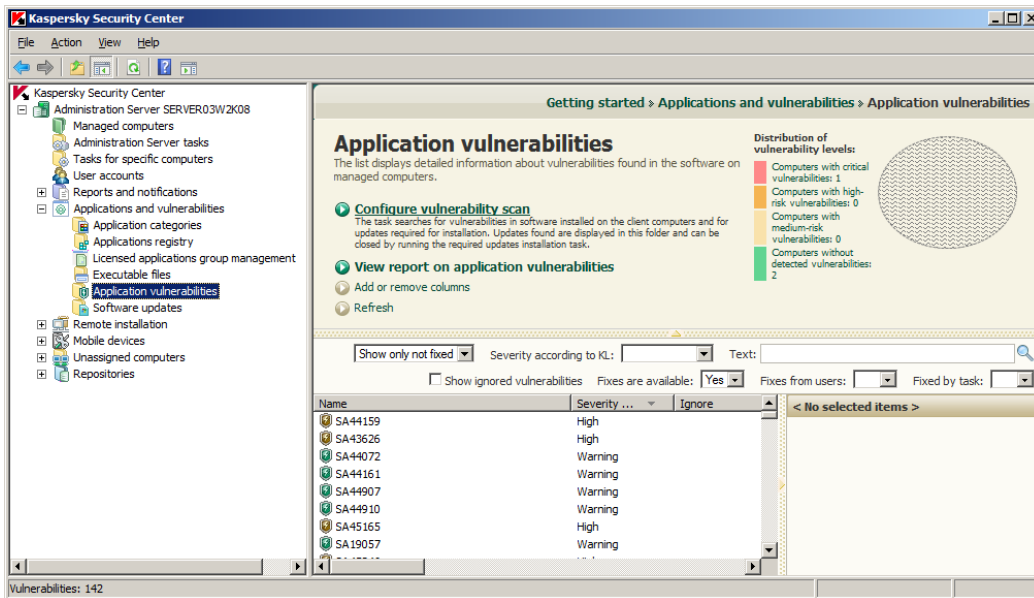 Kaspersky Security Center
File Action View Help
Kaspersky Security Center
Administration Server SERVER03W2K08
Managed computers
Administration Server tasks
Tasks for specific computers
User accounts
Reports and notifications
Applications and vulnerabilities
Application categories
Applications registry
Licensed applications group management
Executable files
Application vulnerabilities
Software updates
Remote installation
Mobile devices
Unassigned computers
Repositories
Getting started » Applications and vulnerabilities » Application vulnerabilities
Application vulnerabilities
The list displays detailed information about vulnerabilities found in the software on
managed computers.
Configure vulnerability scan
The task searches for vulnerabilities in software installed on the client computers and for
updates required for installation. Updates found are displayed in this folder and can be
closed by running the required updates installation task.
View report on application vulnerabilities
Add or remove columns
Refresh
Distribution of
vulnerability levels:
Computers with critical
vulnerabilities: 1
Computers with high-
risk vulnerabilities: 0
Computers with
medium-risk
vulnerabilities: 0
Computers without
detected vulnerabilities:
2
Show only not fixed Severity according to KL: Text:
Show ignored vulnerabilities Fixes are available: Yes Fixes from users: Fixed by task:
Name Severity ... Ignore
SA44159 High
SA43626 High
SA44072 Warning
SA44161 Warning
SA44907 Warning
SA44910 Warning
SA45165 High
SA19057 Warning
< No selected items >
Vulnerabilities: 142